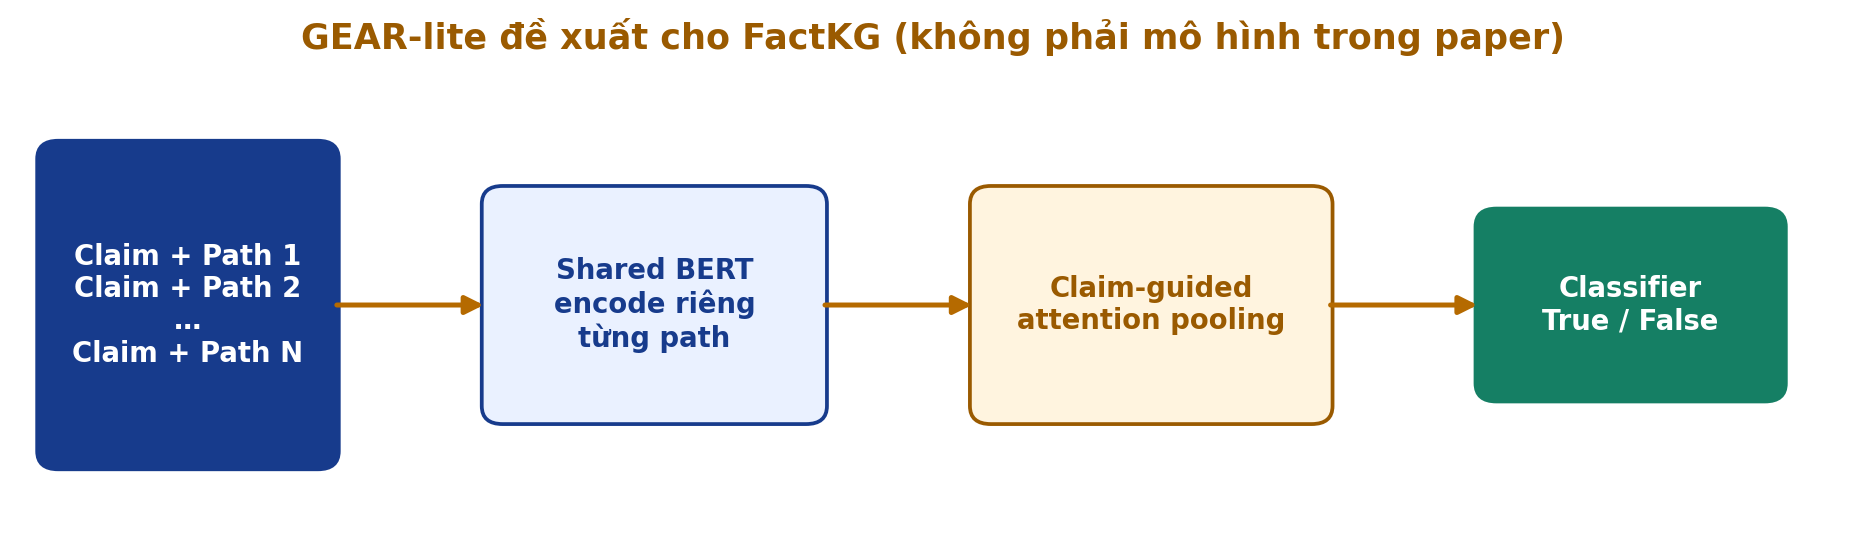 GEAR-lite đề xuất cho FactKG (không phải mô hình trong paper)
Claim + Path 1
Claim + Path 2
...
Claim + Path N
Shared BERT
encode riêng
từng path
Claim-guided
attention pooling
Classifier
True / False